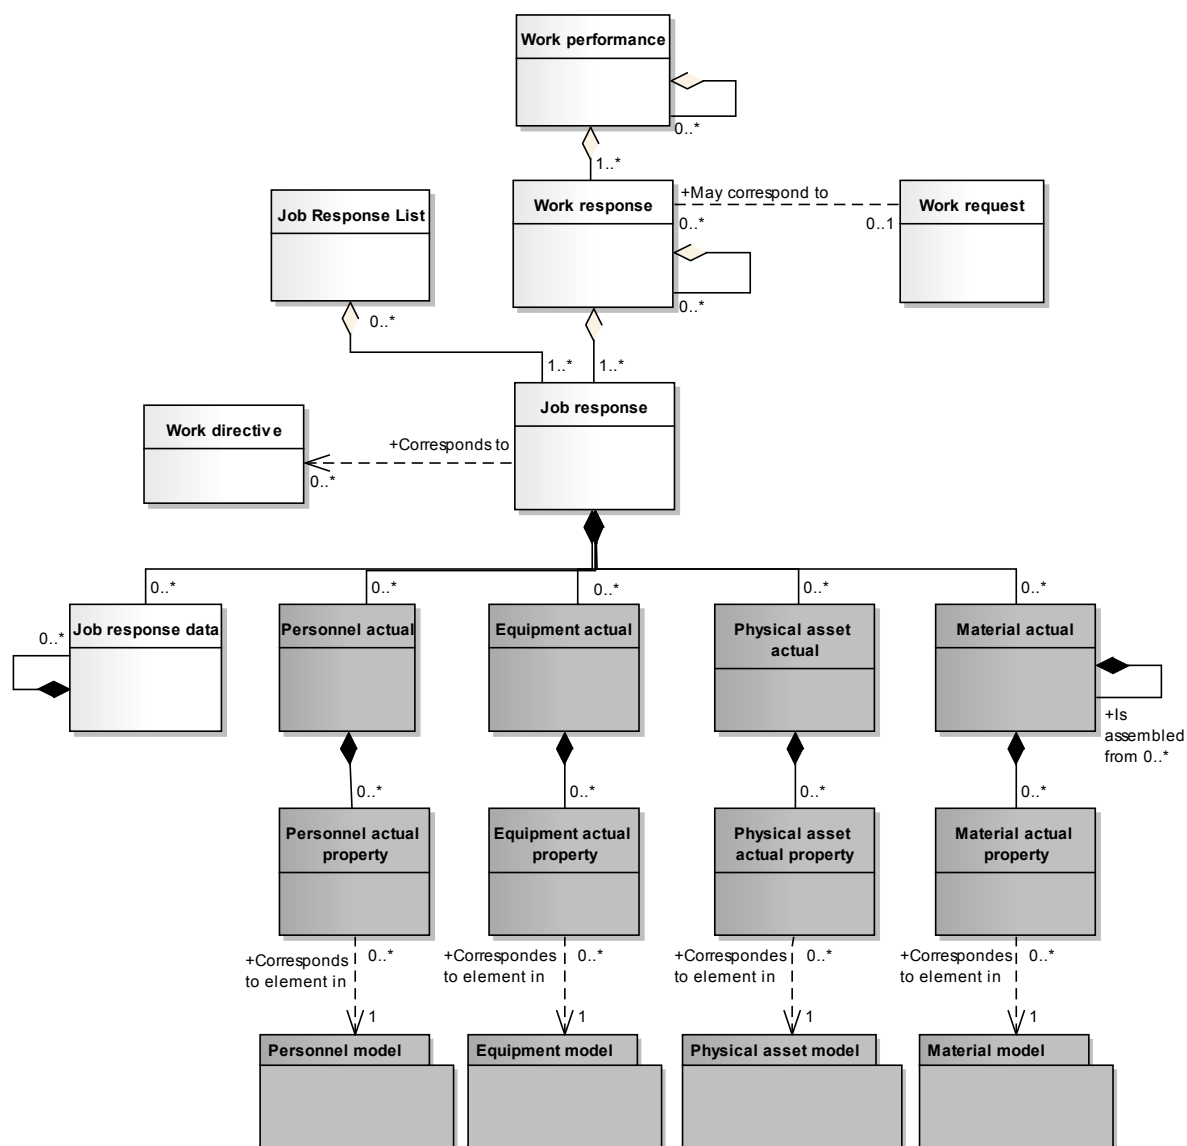 Work performance
0..*
1..*
Job Response List
Work response
+May correspond to
Work request
0..*
0..1
0..*
0..*
1..*
1..*
Job response
Work directive
+Corresponds to
0..*
0..*
0..*
0..*
0..*
0..*
Job response data
0..*
Personnel actual
Equipment actual
Physical asset
actual
Material actual
+Is
assembled
from 0..*
0..*
0..*
0..*
0..*
Personnel actual
property
Equipment actual
property
Physical asset
actual property
Material actual
property
+Corresponds
to element in
0..*
+Correspondes
to element in
0..*
+Correspondes
to element in
0..*
+Correspondes
to element in
0..*
1
1
1
1
Personnel model
Equipment model
Physical asset model
Material model